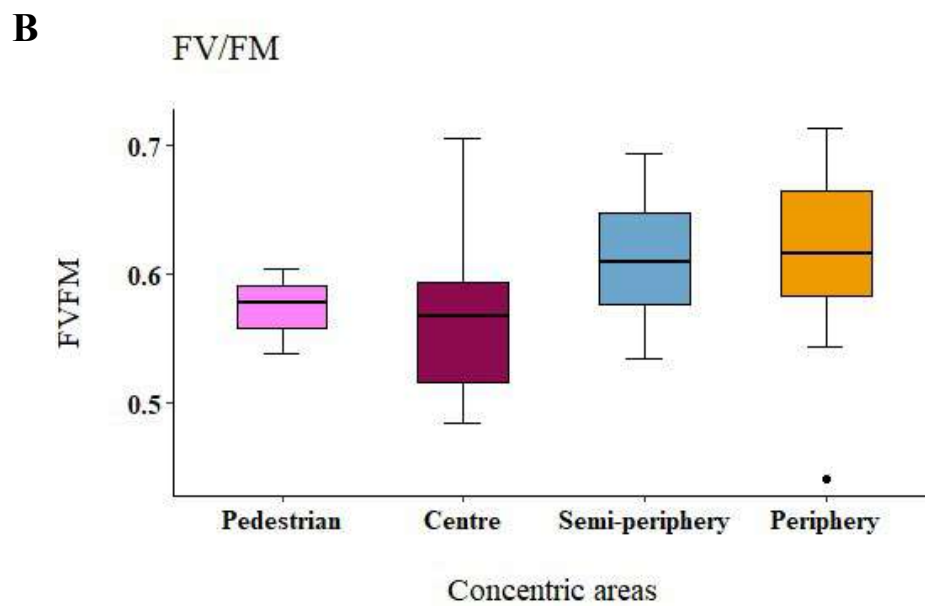 B
FV/FM
0.7
0.6
0.5
FVFM
Pedestrian Centre Semi-periphery Periphery
Concentric areas